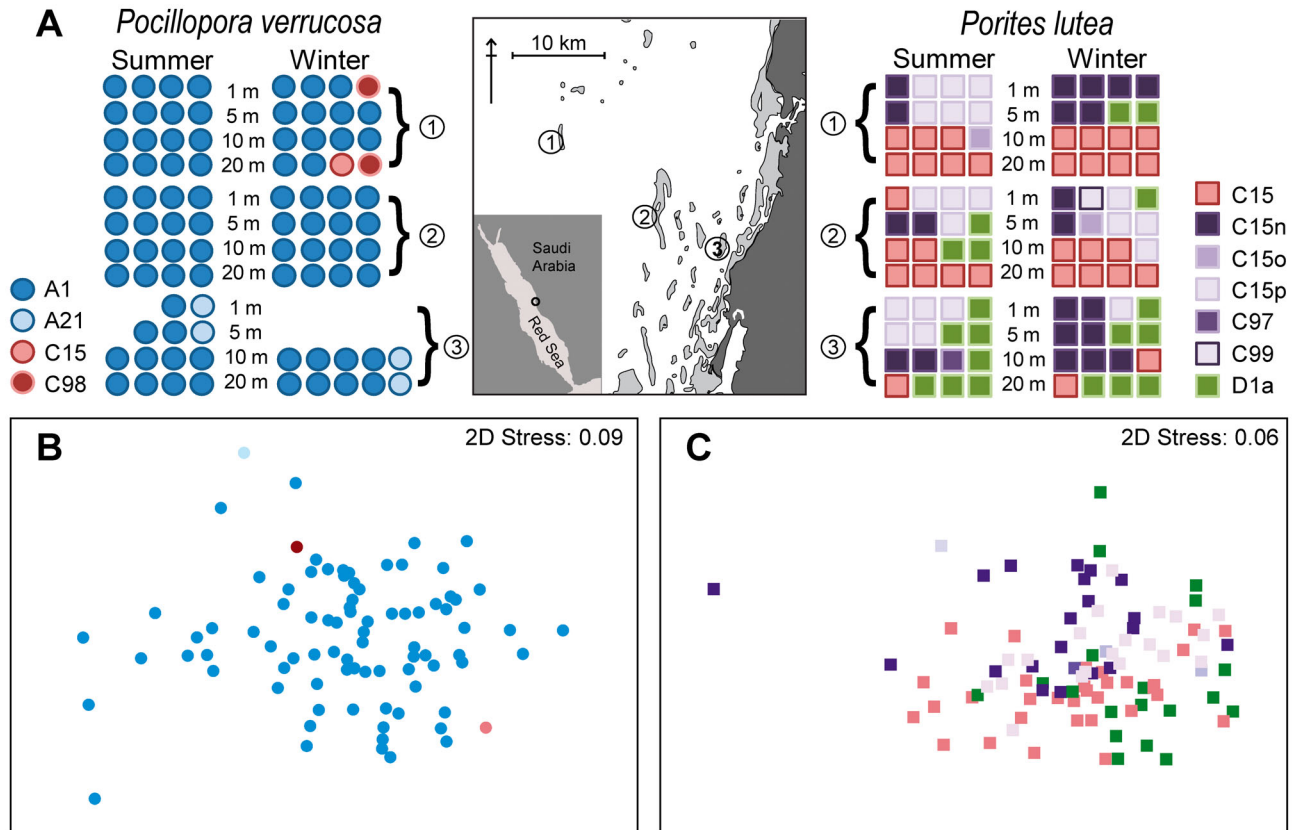 A
Pocillopora verrucosa
Summer
Winter
1 m
5 m
10 m
20 m
1
1 m
5 m
10 m
20 m
2
1 m
5 m
10 m
20 m
3
A1
A21
C15
C98
10 km
1
2
3
Saudi
Arabia
Red Sea
Porites lutea
Summer
Winter
1
1 m
5 m
10 m
20 m
2
1 m
5 m
10 m
20 m
3
1 m
5 m
10 m
20 m
C15
C15n
C15o
C15p
C97
C99
D1a
B
2D Stress: 0.09
C
2D Stress: 0.06